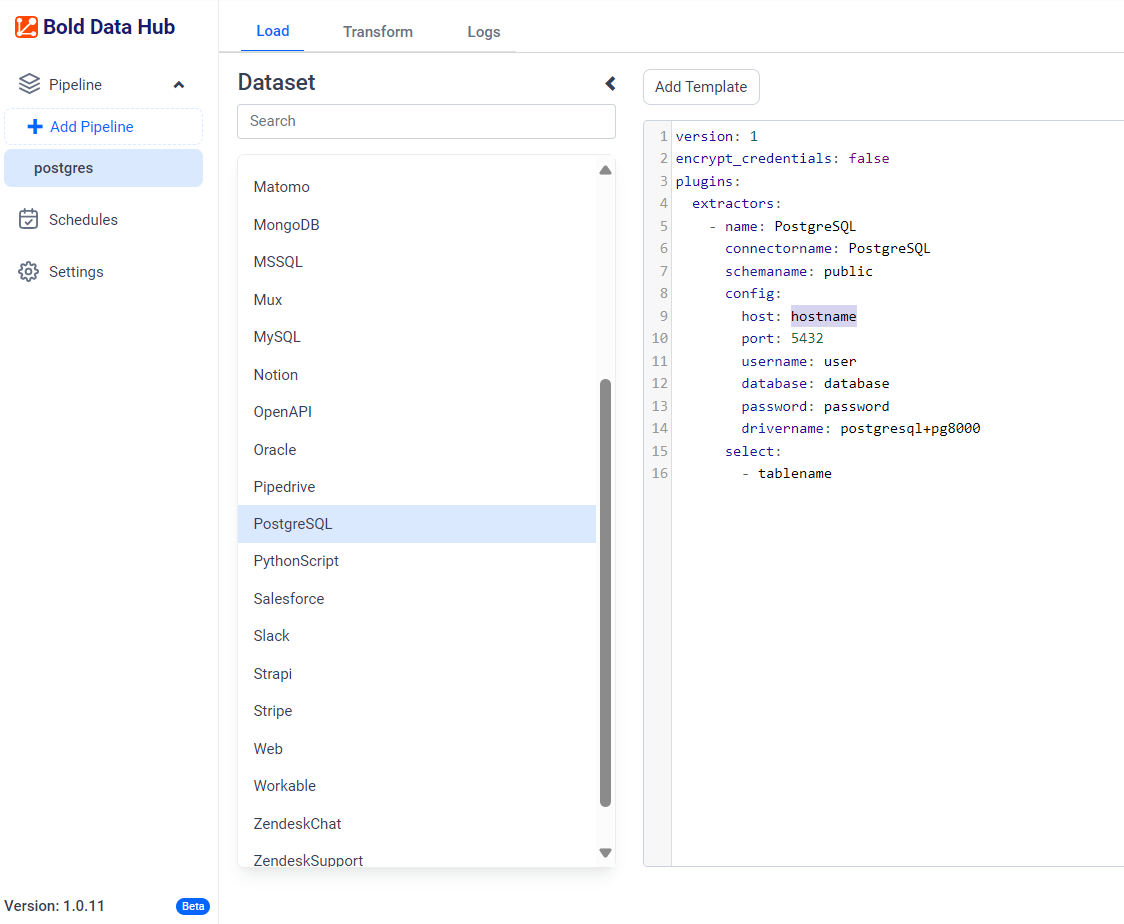 Bold Data Hub
Pipeline
Add Pipeline
postgres
Schedules
Settings
Version: 1.0.11
Beta
Load
Transform
Logs
Dataset
Search
Matomo
MongoDB
MSSQL
Mux
MySQL
Notion
OpenAPI
Oracle
Pipedrive
PostgreSQL
PythonScript
Salesforce
Slack
Strapi
Stripe
Web
Workable
ZendeskChat
ZendeskSupport
Add Template
1 version: 1
2 encrypt_credentials: false
3 plugins:
4   extractors:
5     - name: PostgreSQL
6       connectorname: PostgreSQL
7       schemaname: public
8       config:
9         host: hostname
10         port: 5432
11         username: user
12         database: database
13         password: password
14         drivername: postgresql+pg8000
15       select:
16         - tablename